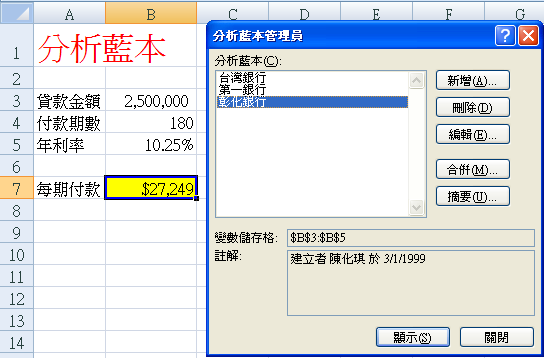 A B C D E F G
1 分析藍本
2
3 貸款金額 2,500,000
4 付款期數 180
5 年利率 10.25%
6
7 每期付款 $27,249
8
9
10
11
12
13
14
分析藍本管理員
分析藍本(C):
台灣銀行
第一銀行
彰化銀行
新增(A)...
刪除(D)
編輯(E)...
合併(M)...
摘要(U)...
變數儲存格: $B$3:$B$5
註解: 建立者 陳化琪 於 3/1/1999
顯示(S) 關閉